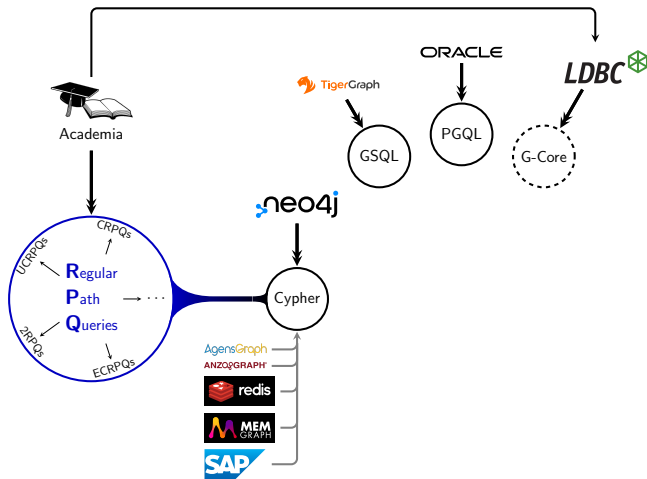 ORACLE
LDBC
TigerGraph
Academia
GSQL
PGQL
G-Core
neo4j
CRPQs
UCRPQs
Regular
Path
Queries
...
2RPQs
ECRPQs
Cypher
AgensGraph
ANZOGRAPH
redis
MEM
GRAPH
SAP